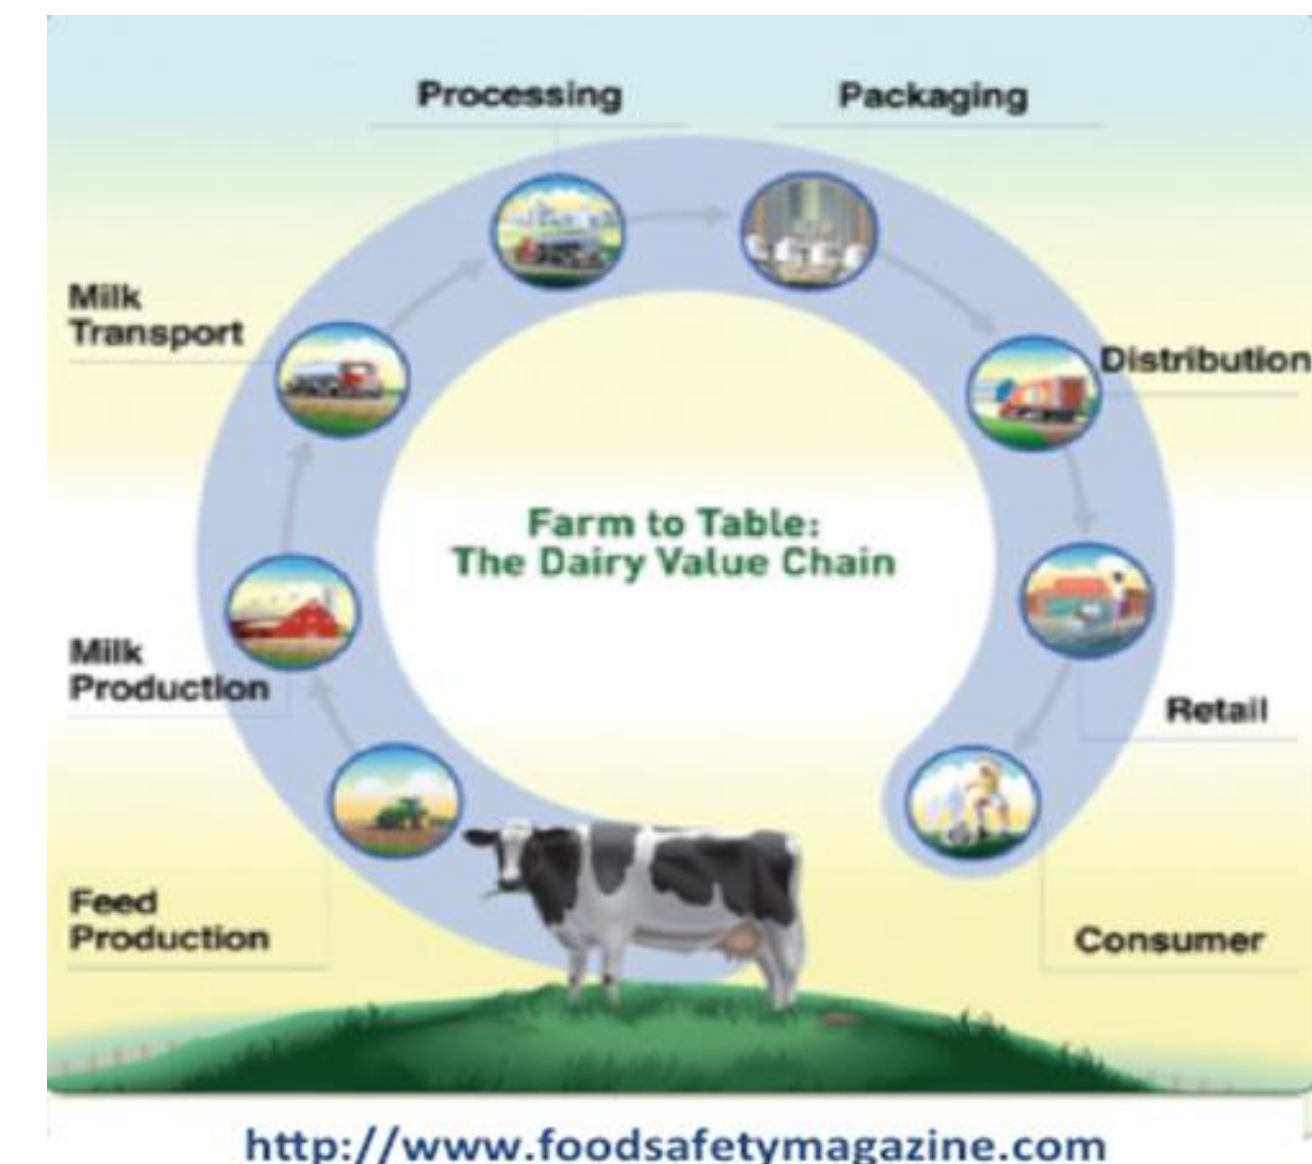 Processing
Packaging
Milk
Transport
Distribution
Farm to Table:
The Dairy Value Chain
Milk
Production
Retail
Feed
Production
Consumer
http://www.foodsafetymagazine.com